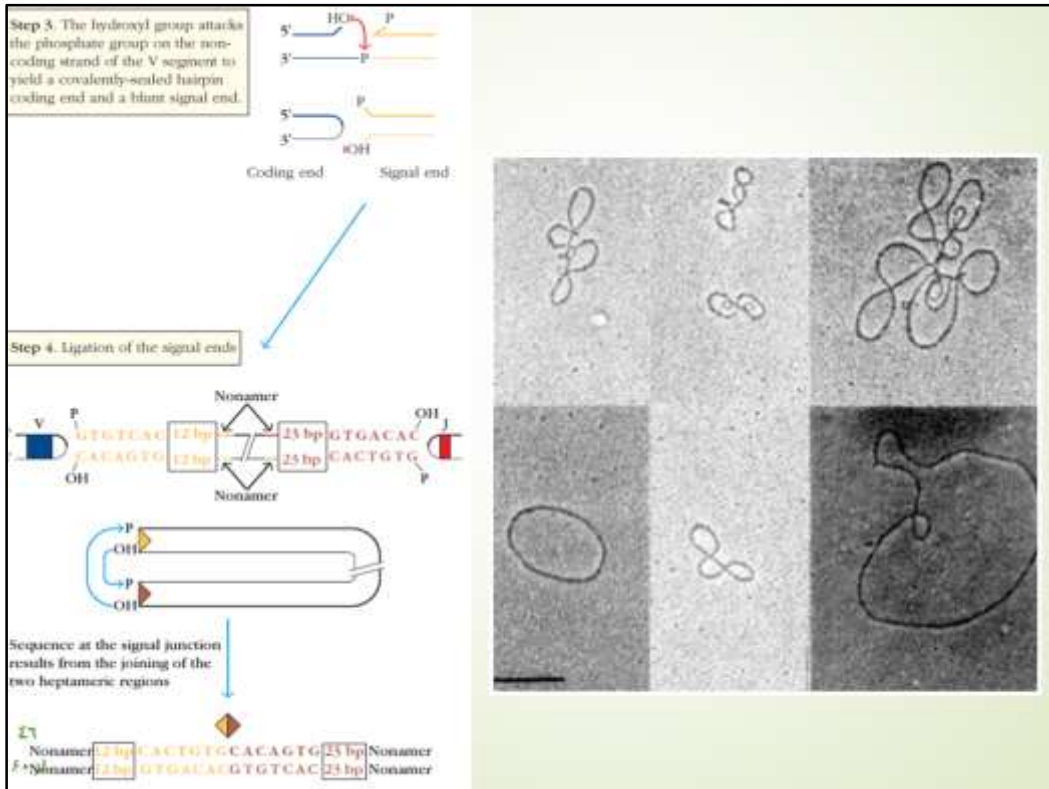 Step 3. The hydroxyl group attacks
the phosphate group on the non-
coding strand of the V segment to
yield a covalently-sealed hairpin
coding end and a blunt signal end.
HO P
5'
3' P
P
5'
3'
OH
Coding end Signal end
Step 4. Ligation of the signal ends
Nonamer
P OH
V J
GTGTCAC 12 bp 23 bp GTGACAC
CACAGTG 12 bp 23 bp CACTGTG
OH P
Nonamer
P
OH
P
OH
Sequence at the signal junction
results from the joining of the
two heptameric regions
Nonamer 12 bp CACTGTGCACAGTG 23 bp Nonamer
Nonamer 12 bp GTGACACGTGTCAC 23 bp Nonamer